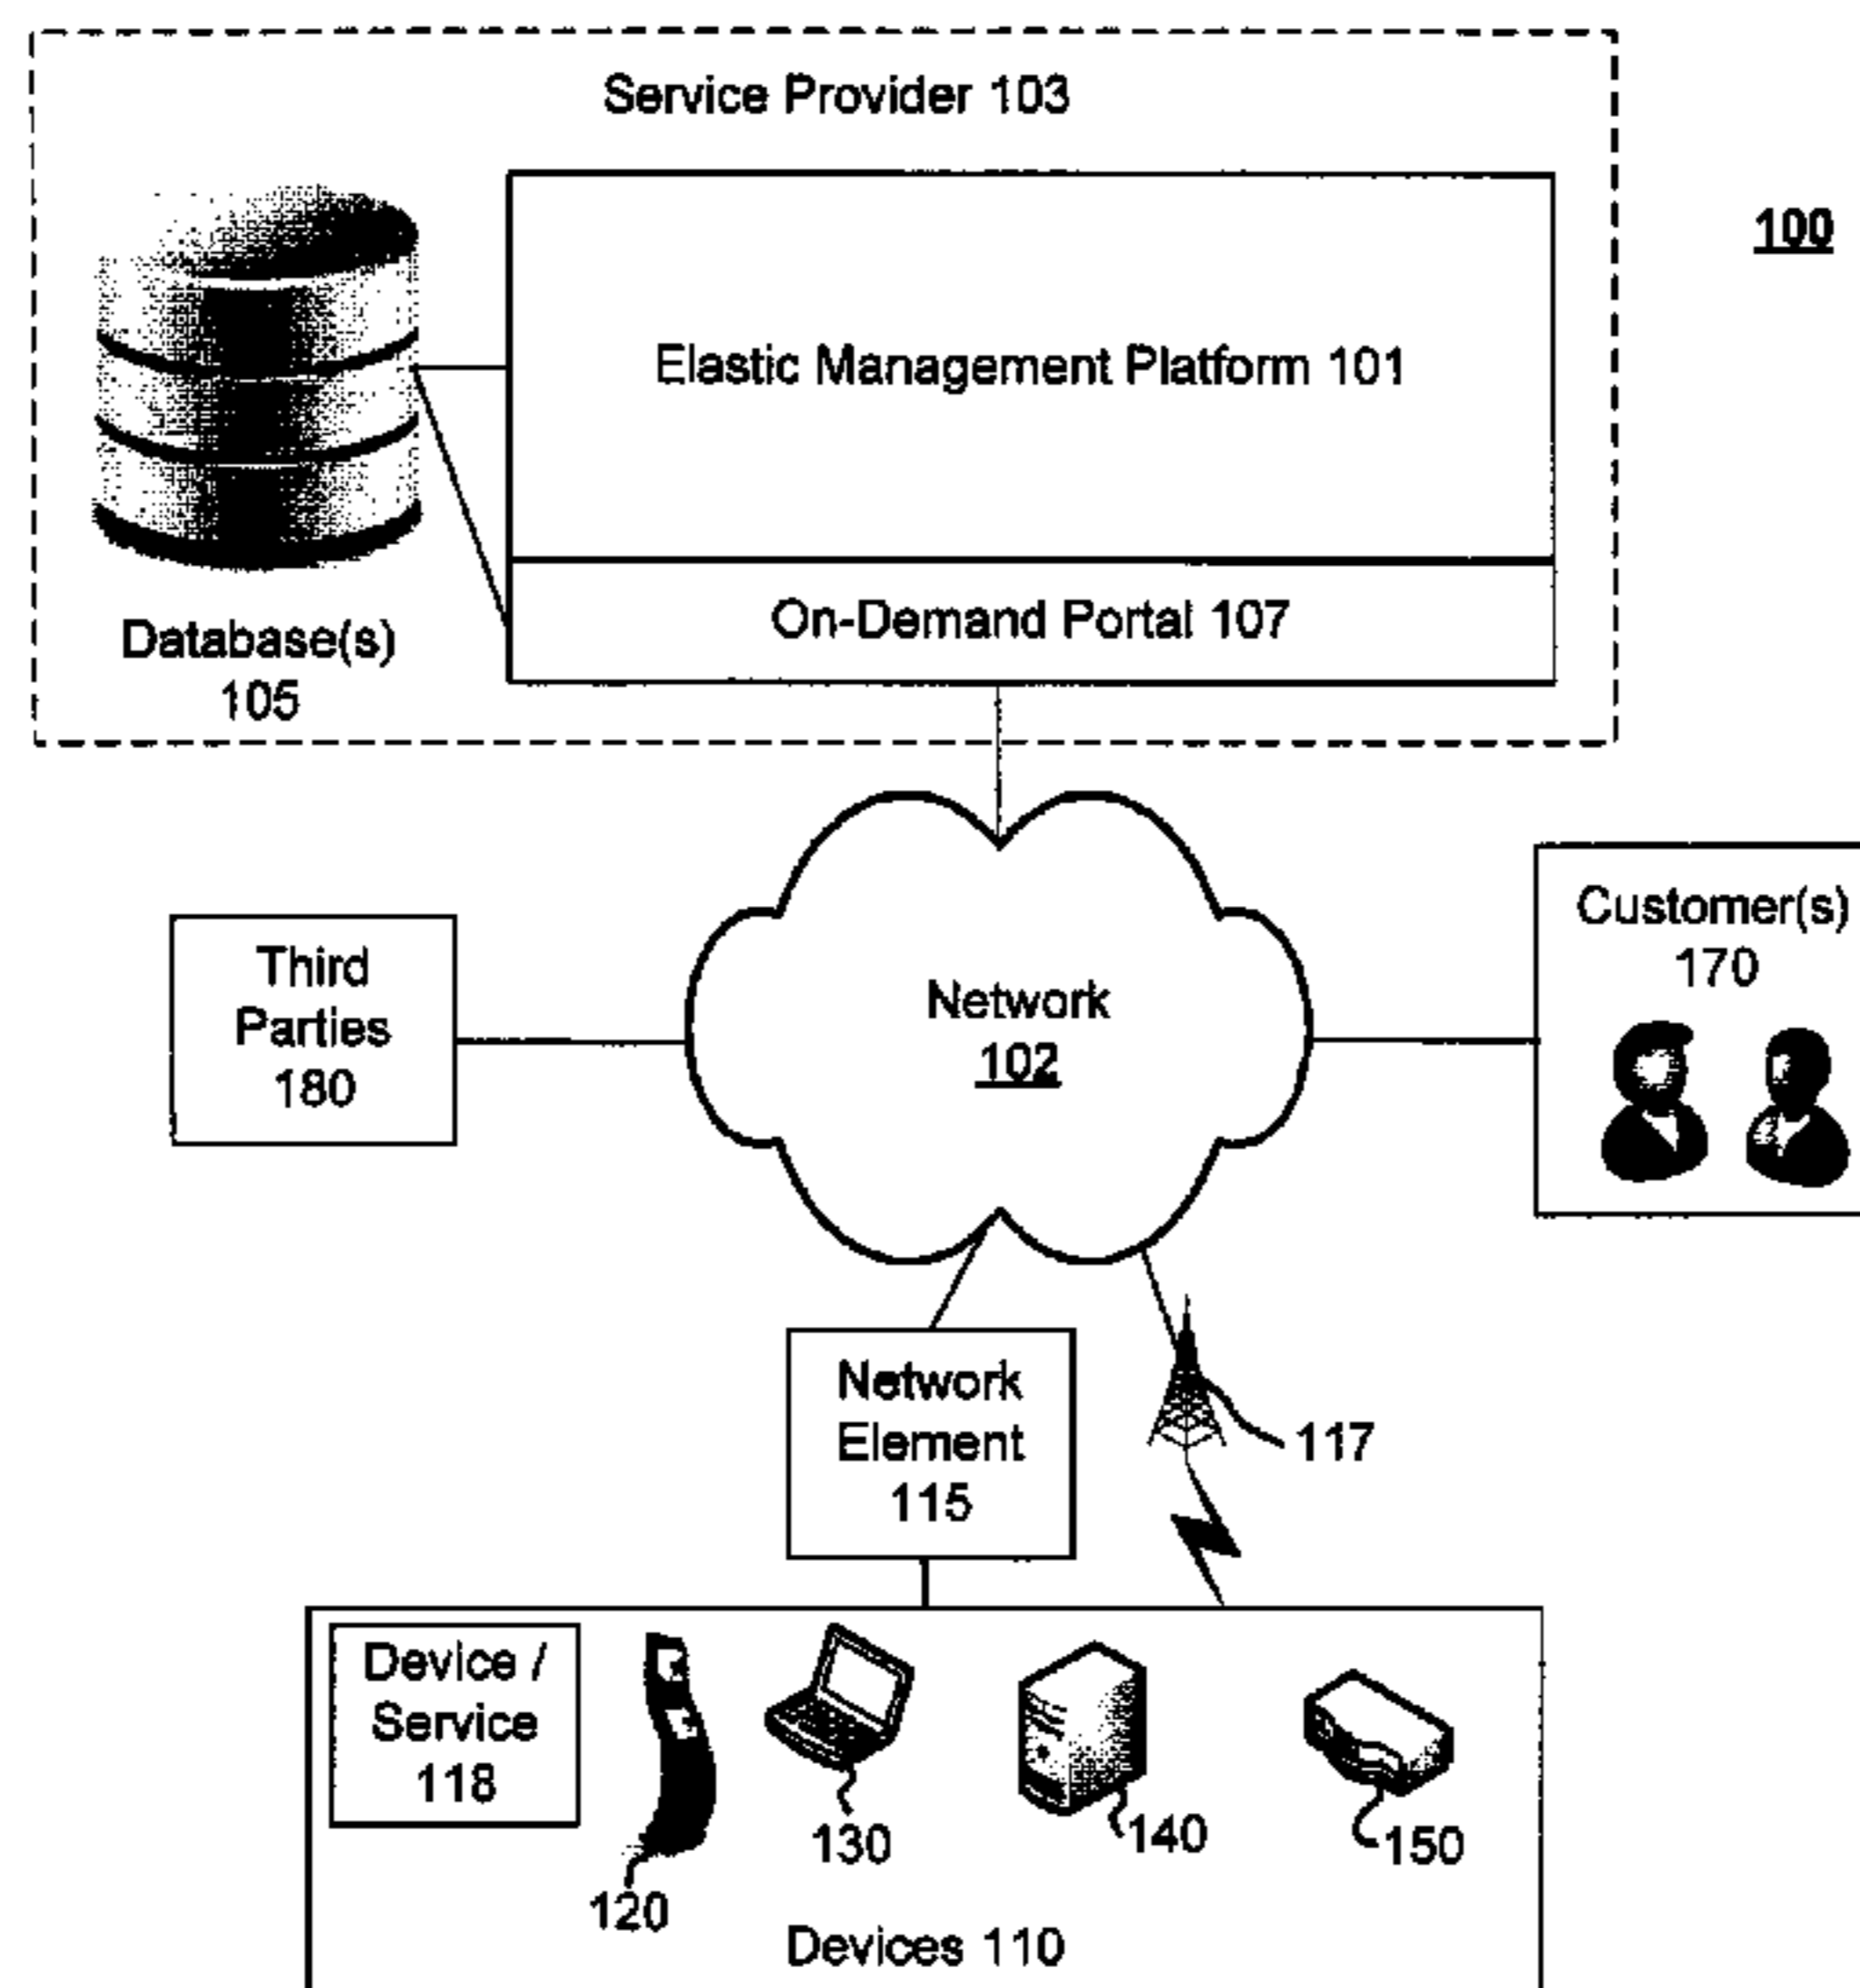 Service Provider 103
100
Elastic Management Platform 101
On-Demand Portal 107
Database(s)
105
Third
Parties
180
Network
102
Customer(s)
170
Network
Element
115
117
Device /
Service
118
120
130
140
150
Devices 110